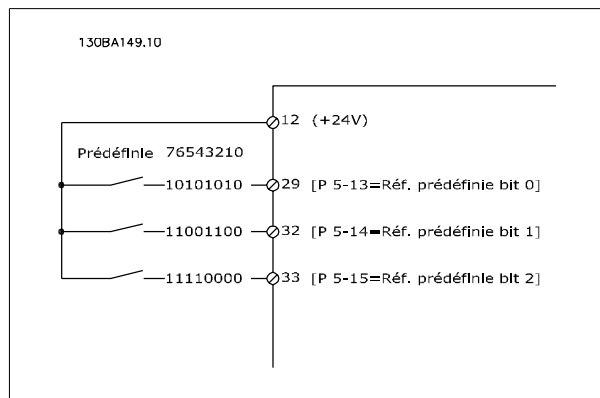 130BA149.10
12 (+24V)
Prédéfinie 76543210
10101010 29 [P 5-13=Réf. prédéfinie bit 0]
11001100 32 [P 5-14=Réf. prédéfinie bit 1]
11110000 33 [P 5-15=Réf. prédéfinie bit 2]